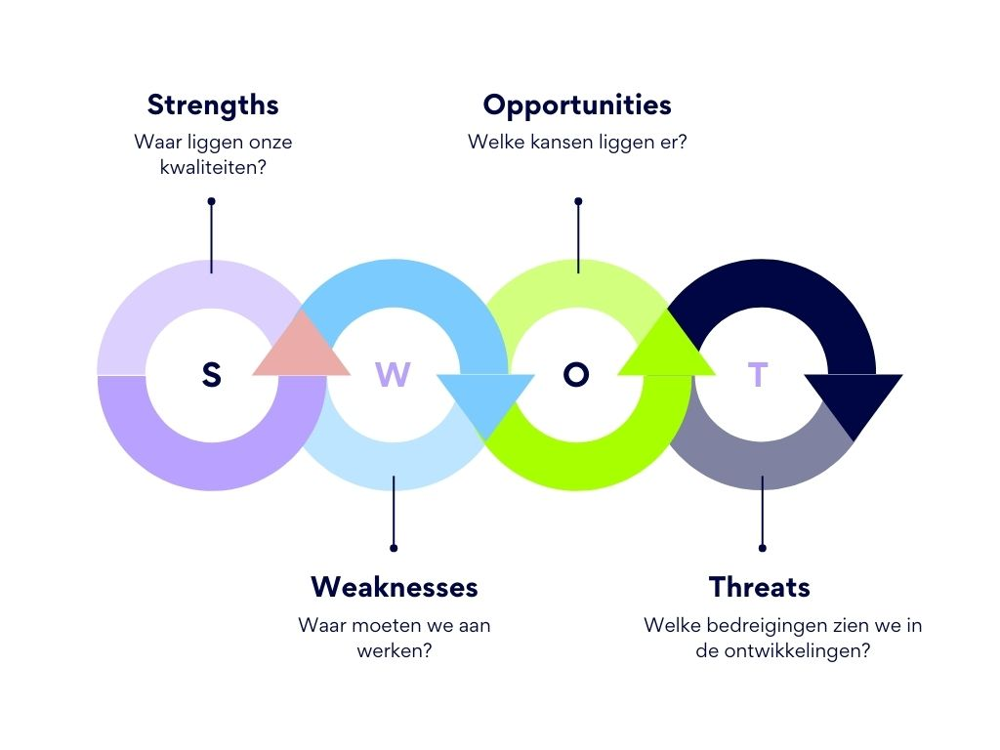 Strengths
Waar liggen onze
kwaliteiten?
Opportunities
Welke kansen liggen er?
S
W
O
T
Weaknesses
Waar moeten we aan
werken?
Threats
Welke bedreigingen zien we in
de ontwikkelingen?